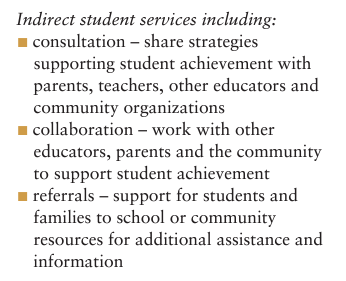 Indirect student services including:
■ consultation – share strategies
supporting student achievement with
parents, teachers, other educators and
community organizations
■ collaboration – work with other
educators, parents and the community
to support student achievement
■ referrals – support for students and
families to school or community
resources for additional assistance and
information